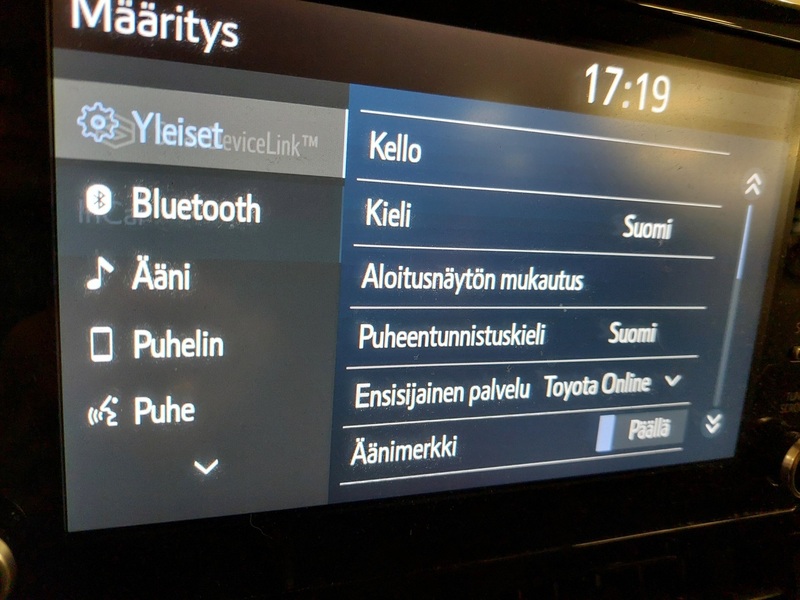 Määritys
17:19
Yleiset
eviceLink™
Bluetooth
Ääni
Puhelin
Puhe
Kello
Kieli Suomi
Aloitusnäytön mukautus
Puheentunnistuskieli Suomi
Ensisijainen palvelu Toyota Online
Äänimerkki Päällä